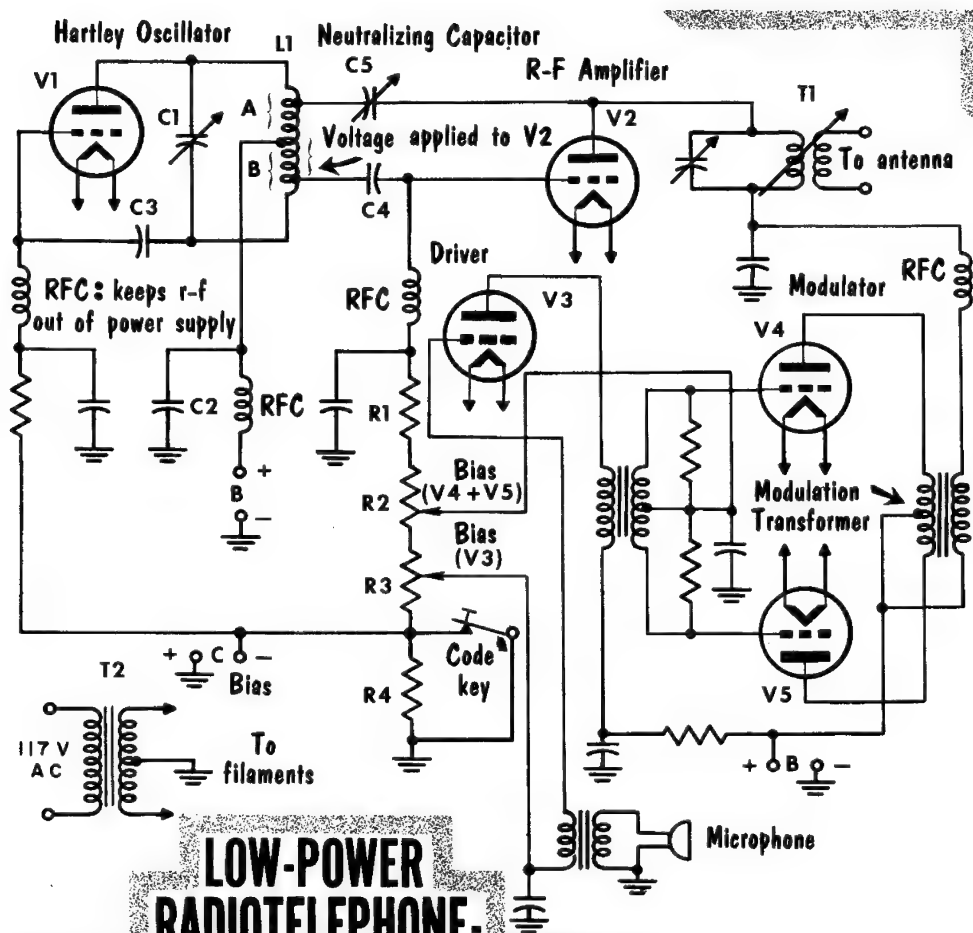 Hartley Oscillator
L1
Neutralizing Capacitor
C5
R-F Amplifier
V1
V2
T1
C1
A
Voltage applied to V2
B
To antenna
C4
C3
Driver
RFC: keeps r-f
out of power supply
RFC
V3
Modulator
RFC
V4
C2
RFC
R1
+
B
-
Bias
(V4 + V5)
R2
Modulation
Transformer
Bias
(V3)
R3
+ C -
Bias
Code
key
T2
R4
V5
117 V
AC
To
filaments
+ B -
Microphone
LOW-POWER
RADIOTELEPHONE-